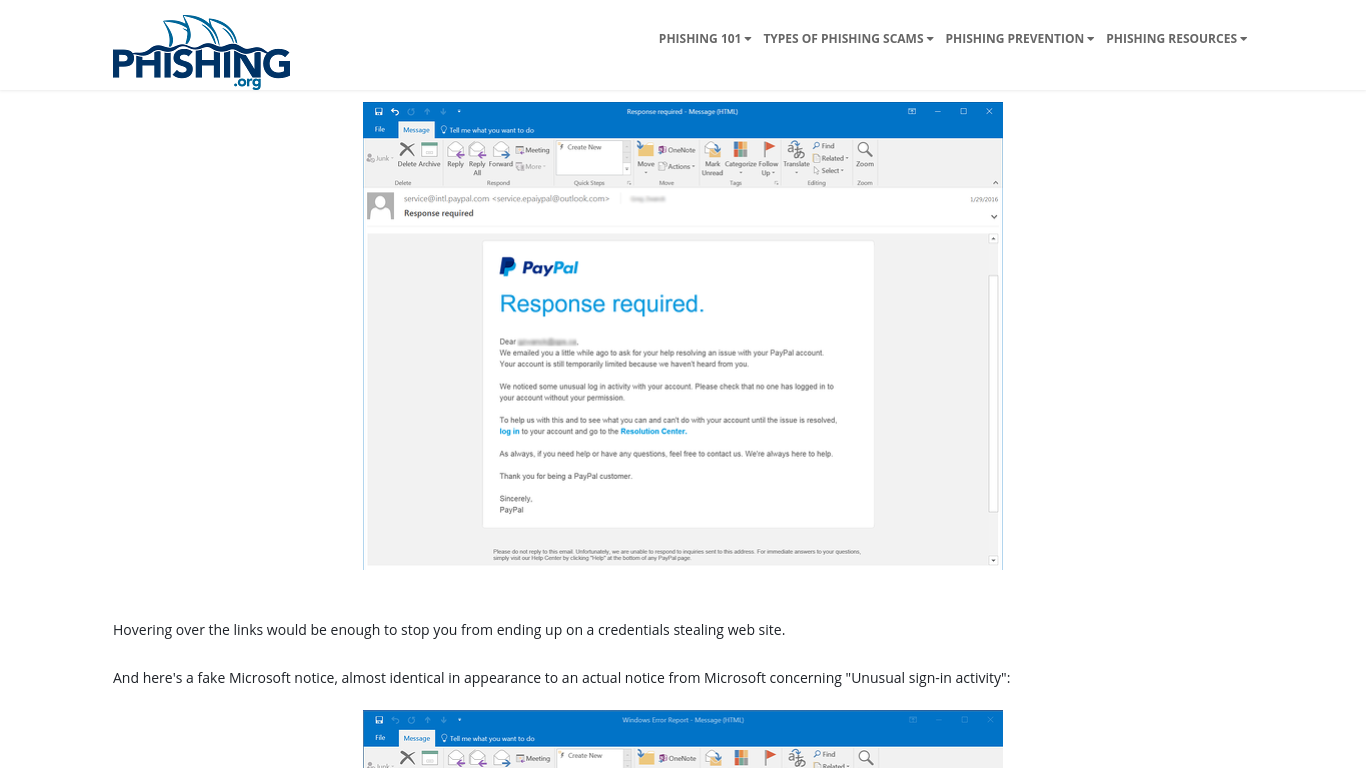 PHISHING
.org
PHISHING 101 TYPES OF PHISHING SCAMS PHISHING PREVENTION PHISHING RESOURCES
Response required - Message (HTML)
File Message Tell me what you want to do
Junk Delete Archive Reply Reply All Forward Meeting More Create New Move OneNote Actions Mark Unread Categorize Follow Up Translate Find Related Select Zoom
Delete Respond Quick Steps Move Tags Editing Zoom
service@intl.paypal.com <service.epaiypal@outlook.com>
1/29/2016
Response required
PayPal
Response required.
Dear
We emailed you a little while ago to ask for your help resolving an issue with your PayPal account.
Your account is still temporarily limited because we haven't heard from you.
We noticed some unusual log in activity with your account. Please check that no one has logged in to
your account without your permission.
To help us with this and to see what you can and can't do with your account until the issue is resolved,
log in to your account and go to the Resolution Center.
As always, if you need help or have any questions, feel free to contact us. We're always here to help.
Thank you for being a PayPal customer.
Sincerely,
PayPal
Please do not reply to this email. Unfortunately, we are unable to respond to inquiries sent to this address. For immediate answers to your questions,
simply visit our Help Center by clicking "Help" at the bottom of any PayPal page.
Hovering over the links would be enough to stop you from ending up on a credentials stealing web site.
And here's a fake Microsoft notice, almost identical in appearance to an actual notice from Microsoft concerning "Unusual sign-in activity":
Windows Error Report - Message (HTML)
File Message Tell me what you want to do
Junk Meeting Create New OneNote Find
Related